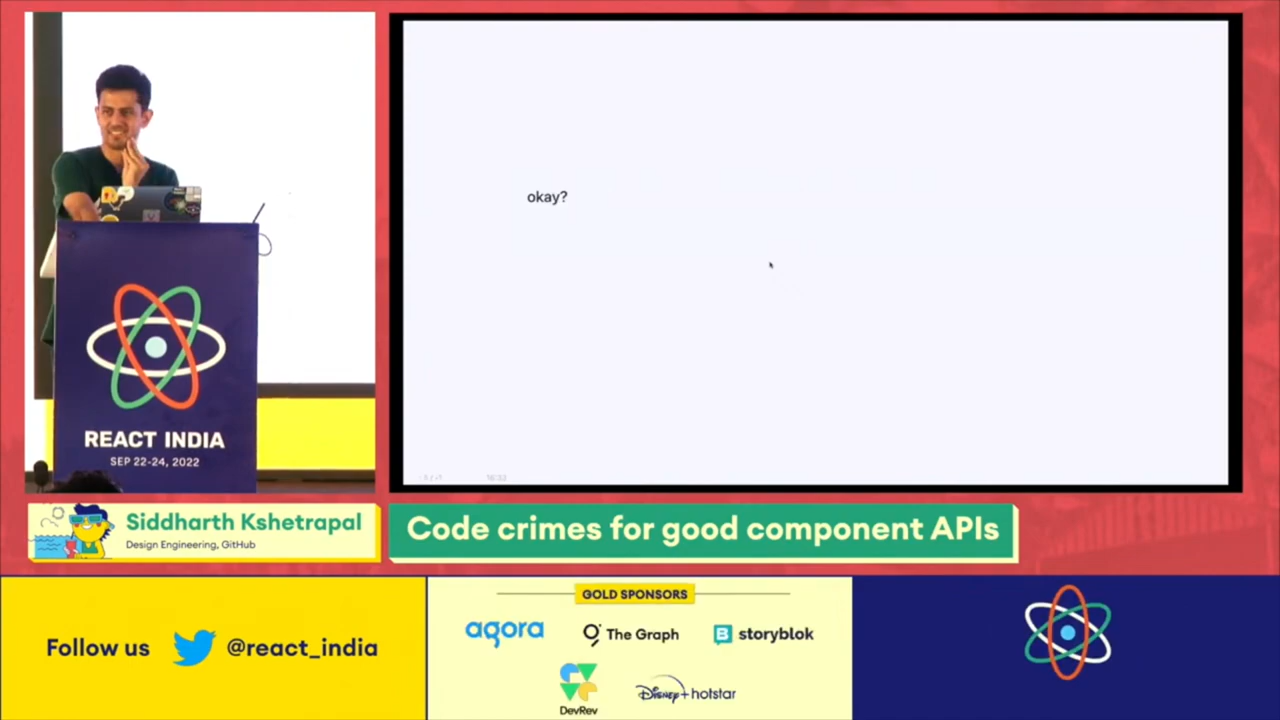 okay?
REACT INDIA
SEP 22-24, 2022
Siddharth Kshetrapal
Design Engineering, GitHub
Code crimes for good component APIs
Follow us @react_india
GOLD SPONSORS
agora
The Graph
storyblok
DevRev
Disney+ hotstar